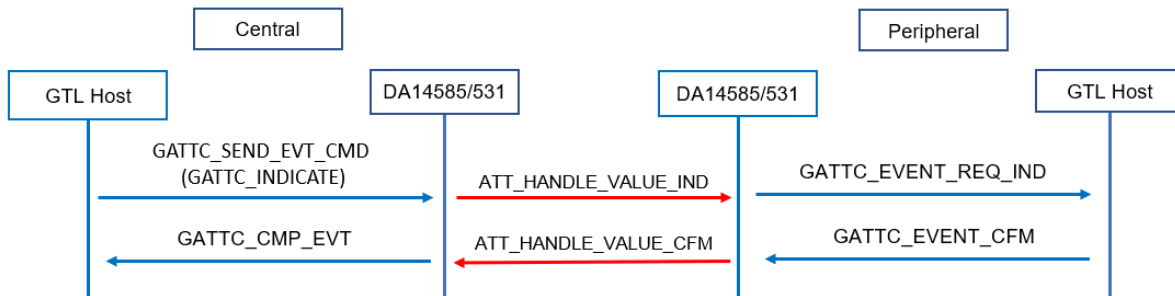 Central
Peripheral
GTL Host
DA14585/531
DA14585/531
GTL Host
GATTC_SEND_EVT_CMD
(GATTC_INDICATE)
ATT_HANDLE_VALUE_IND
GATTC_EVENT_REQ_IND
GATTC_CMP_EVT
ATT_HANDLE_VALUE_CFM
GATTC_EVENT_CFM